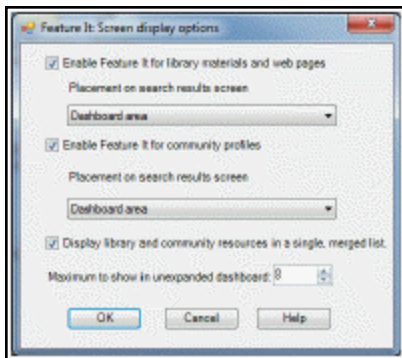 Feature It: Screen display options
Enable Feature It for library materials and web pages
Placement on search results screen
Dashboard area
Enable Feature It for community profiles
Placement on search results screen
Dashboard area
Display library and community resources in a single, merged list.
Maximum to show in unexpanded dashboard: 8
OK Cancel Help